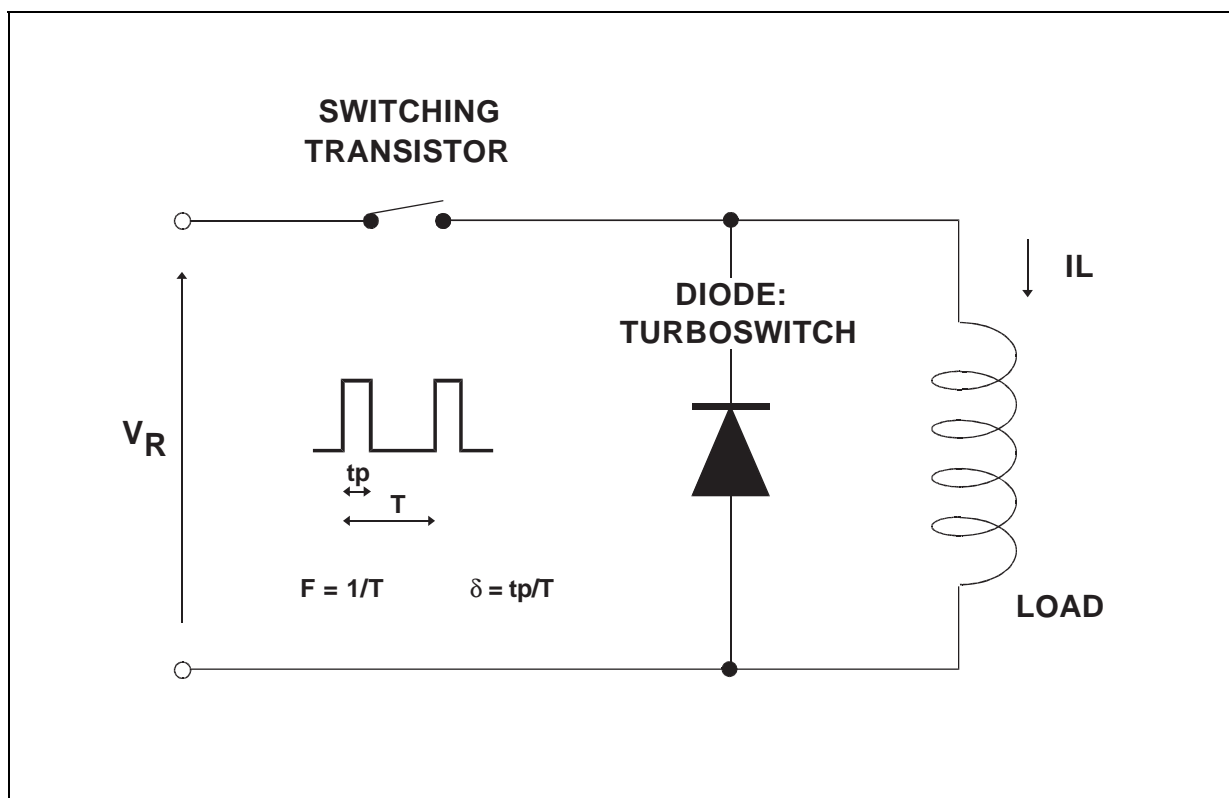 SWITCHING
TRANSISTOR
IL
DIODE:
TURBOSWITCH
VR
tp
T
F = 1/T
δ = tp/T
LOAD